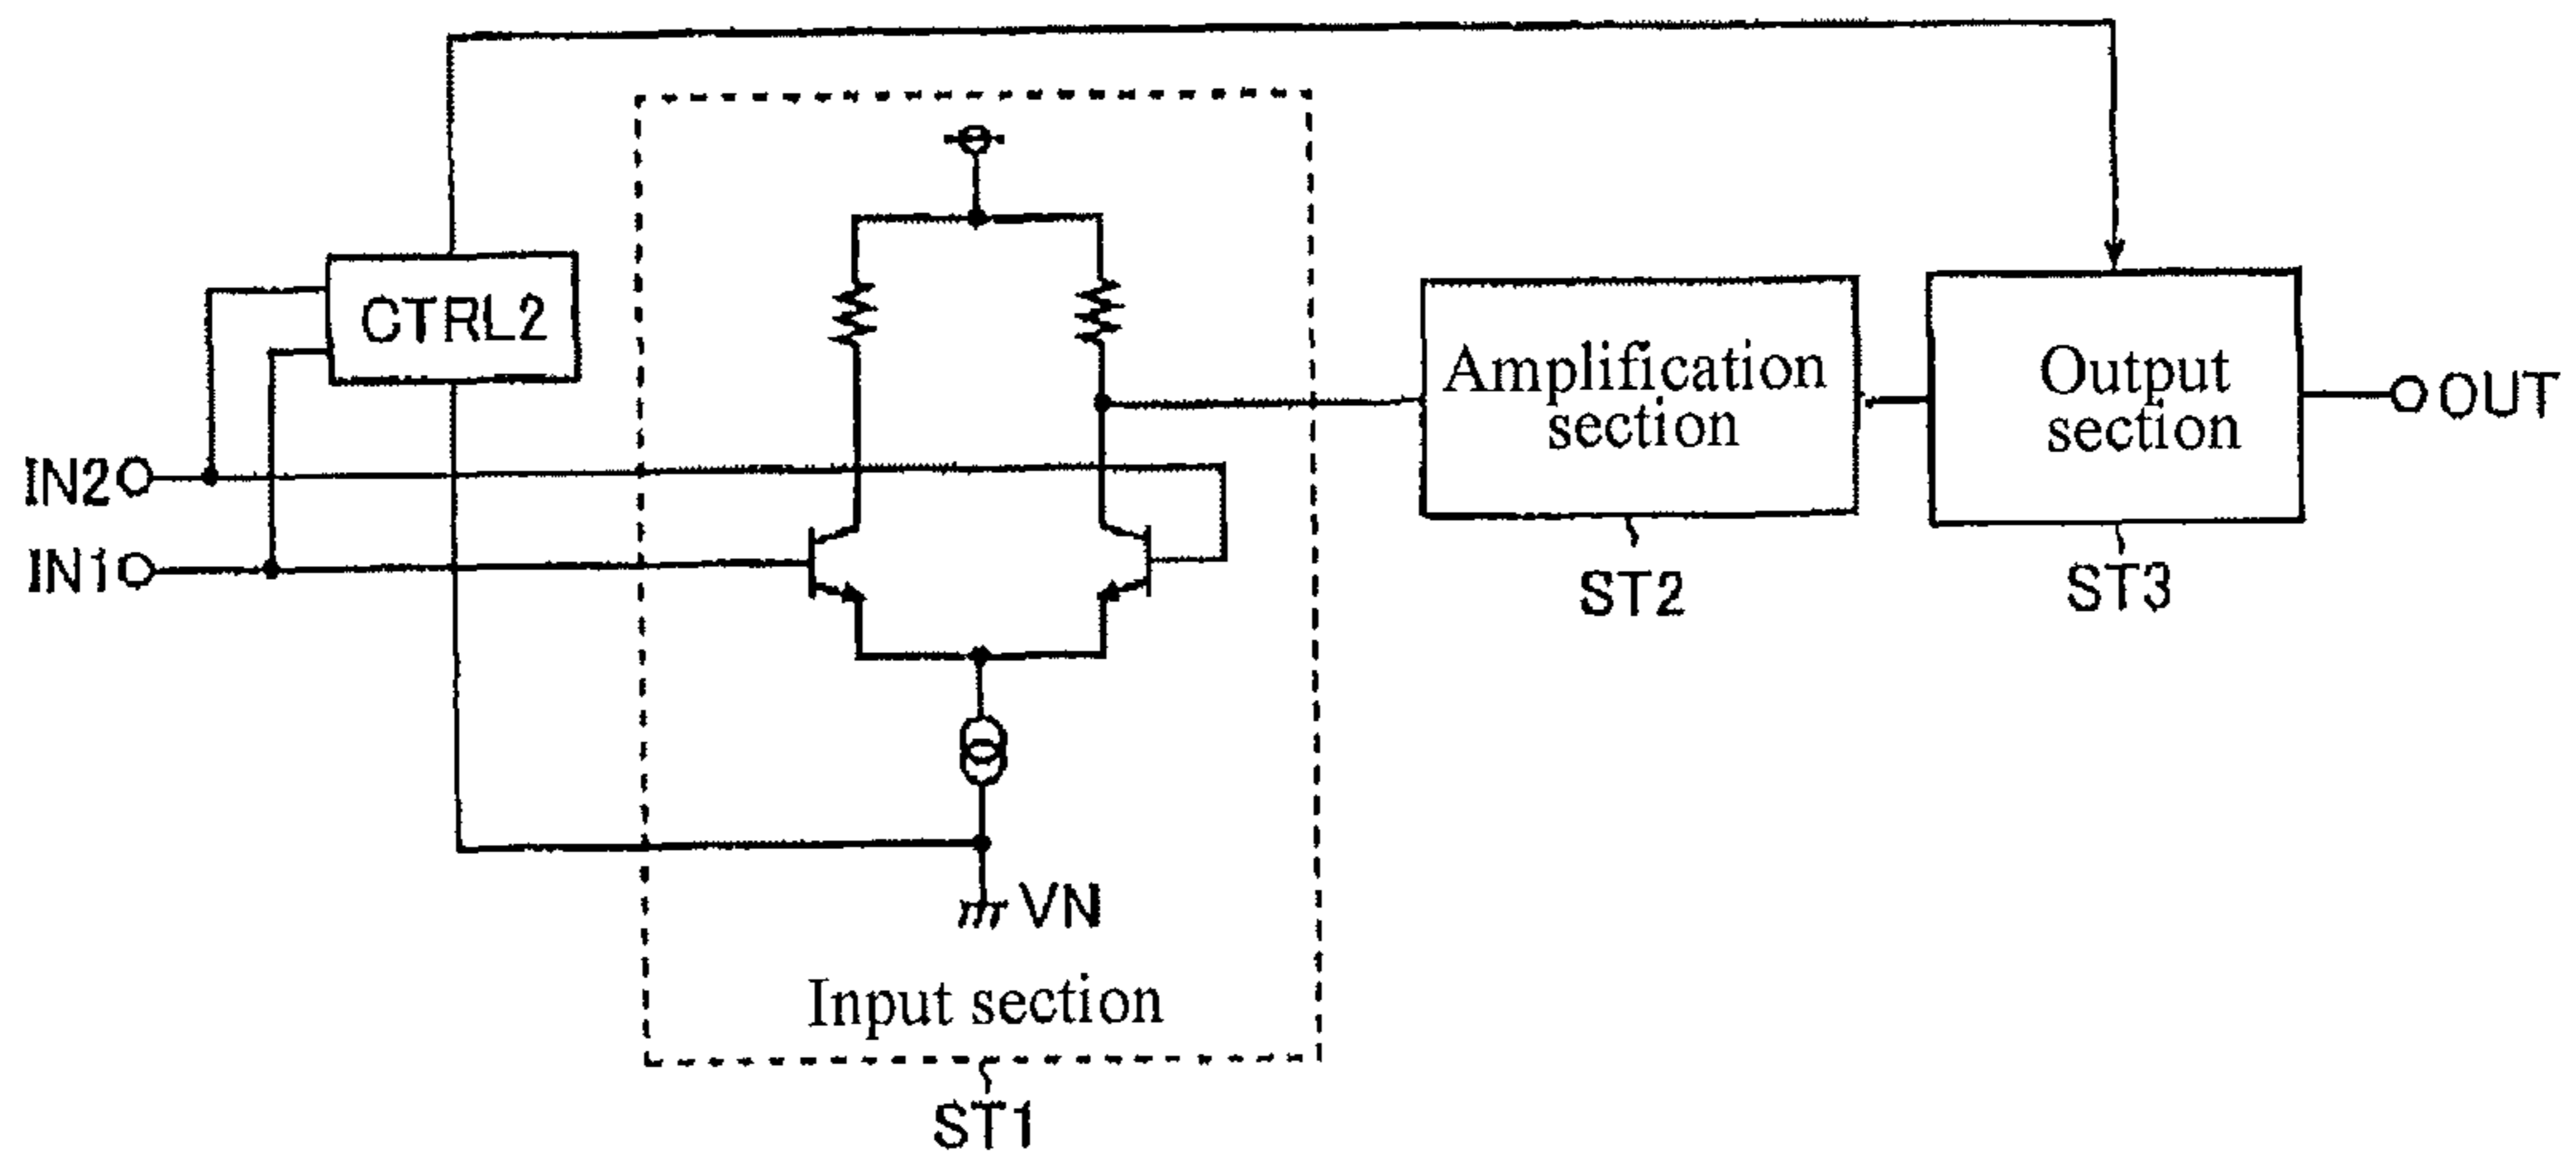 CTRL2
Amplification
section
Output
section
OUT
IN2
IN1
ST2
ST3
VN
Input section
ST1